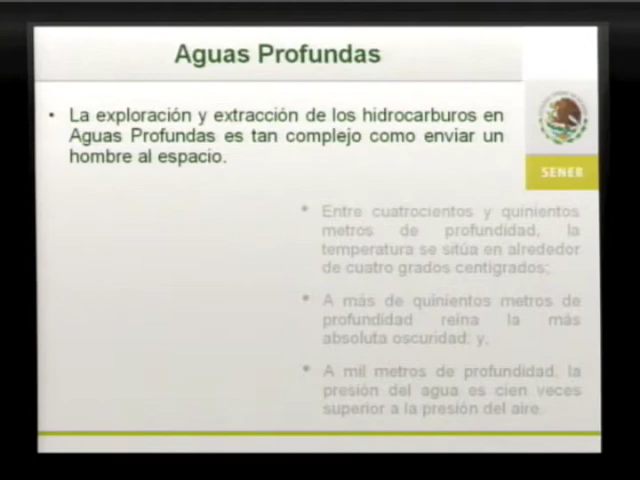 Aguas Profundas
• La exploración y extracción de los hidrocarburos en
Aguas Profundas es tan complejo como enviar un
hombre al espacio.
SENER
• Entre cuatrocientos y quinientos
metros de profundidad, la
temperatura se sitúa en alrededor
de cuatro grados centigrados;
• A más de quinientos metros de
profundidad reina la más
absoluta oscuridad; y,
• A mil metros de profundidad, la
presión del agua es cien veces
superior a la presión del aire.